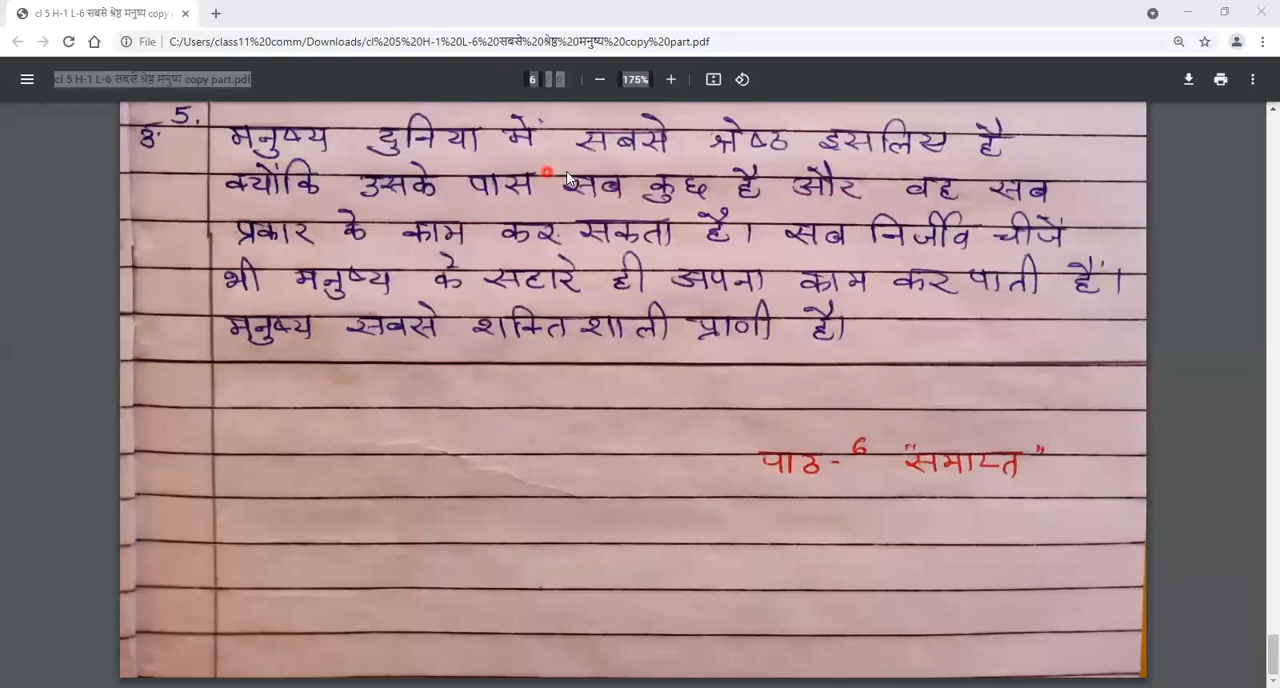 cl 5 H-1 L-6 सबसे श्रेष्ठ मनुष्य copy
File C:/Users/class11%20comm/Downloads/cl%205%20H-1%20L-6%20सबसे%20श्रेष्ठ%20मनुष्य%20copy%20part.pdf
cl 5 H-1 L-6 सबसे श्रेष्ठ मनुष्य copy part.pdf 6 / 6 175%
5.
उ. मनुष्य दुनिया में सबसे श्रेष्ठ इसलिए है
क्योंकि उसके पास सब कुछ है और वह सब
प्रकार के काम कर सकता है। सब निर्जीव चीजें
भी मनुष्य के सहारे ही अपना काम कर पाती हैं।
मनुष्य सबसे शक्तिशाली प्राणी है।
पाठ-6 "समाप्त"